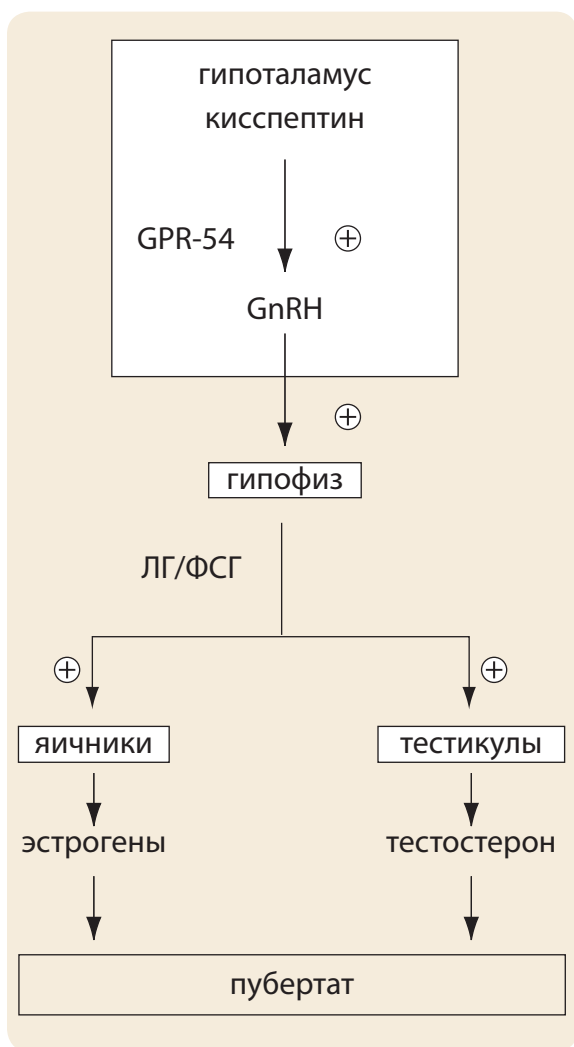 гипоталамус
кисспептин
GPR-54 ⊕
GnRH
⊕
гипофиз
ЛГ/ФСГ
⊕ ⊕
яичники тестикулы
эстрогены тестостерон
пубертат